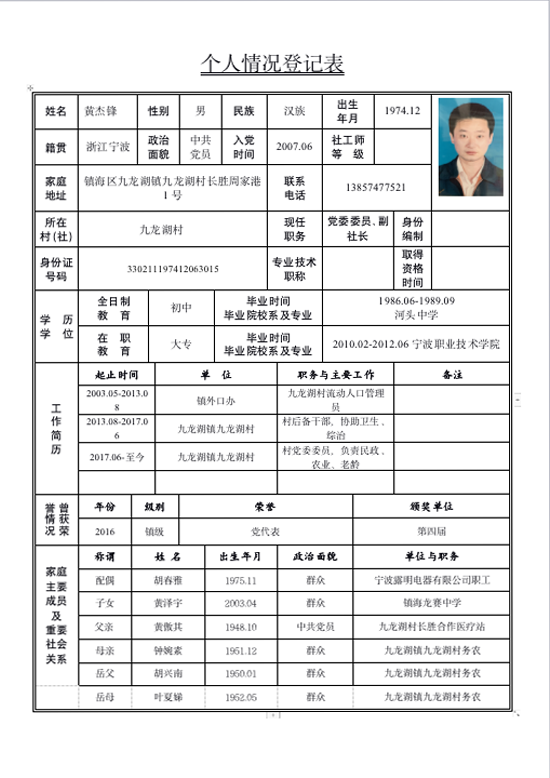 个人情况登记表
姓名 黄杰锋 性别 男 民族 汉族 出生年月 1974.12
籍贯 浙江宁波 政治面貌 中共党员 入党时间 2007.06 社工师等 级
家庭地址 镇海区九龙湖镇九龙湖村长胜周家港1号 联系电话 13857477521
所在村(社) 九龙湖村 现任职务 党委委员、副社长 身份编制
身份证号码 330211197412063015 专业技术职称 取得资格时间
学 历 学 位 全日制教 育 初中 毕业时间 毕业院校系及专业 1986.06-1989.09 河头中学
在 职 教 育 大专 毕业时间 毕业院校系及专业 2010.02-2012.06 宁波职业技术学院
工作简历 起止时间 单 位 职务与主要工作 备注
2003.05-2013.08 镇外口办 九龙湖村流动人口管理员
2013.08-2017.06 九龙湖镇九龙湖村 村后备干部，协助卫生、综治
2017.06-至今 九龙湖镇九龙湖村 村党委委员，负责民政、农业、老龄
曾获荣誉情况 年份 级别 荣誉 颁奖单位
2016 镇级 党代表 第四届
家庭主要成员及重要社会关系 称谓 姓 名 出生年月 政治面貌 单位与职务
配偶 胡春雅 1975.11 群众 宁波露明电器有限公司职工
子女 黄泽宇 2003.04 群众 镇海龙赛中学
父亲 黄傲其 1948.10 中共党员 九龙湖村长胜合作医疗站
母亲 钟婉素 1951.12 群众 九龙湖镇九龙湖村务农
岳父 胡兴南 1950.01 群众 九龙湖镇九龙湖村务农
岳母 叶夏娣 1952.05 群众 九龙湖镇九龙湖村务农